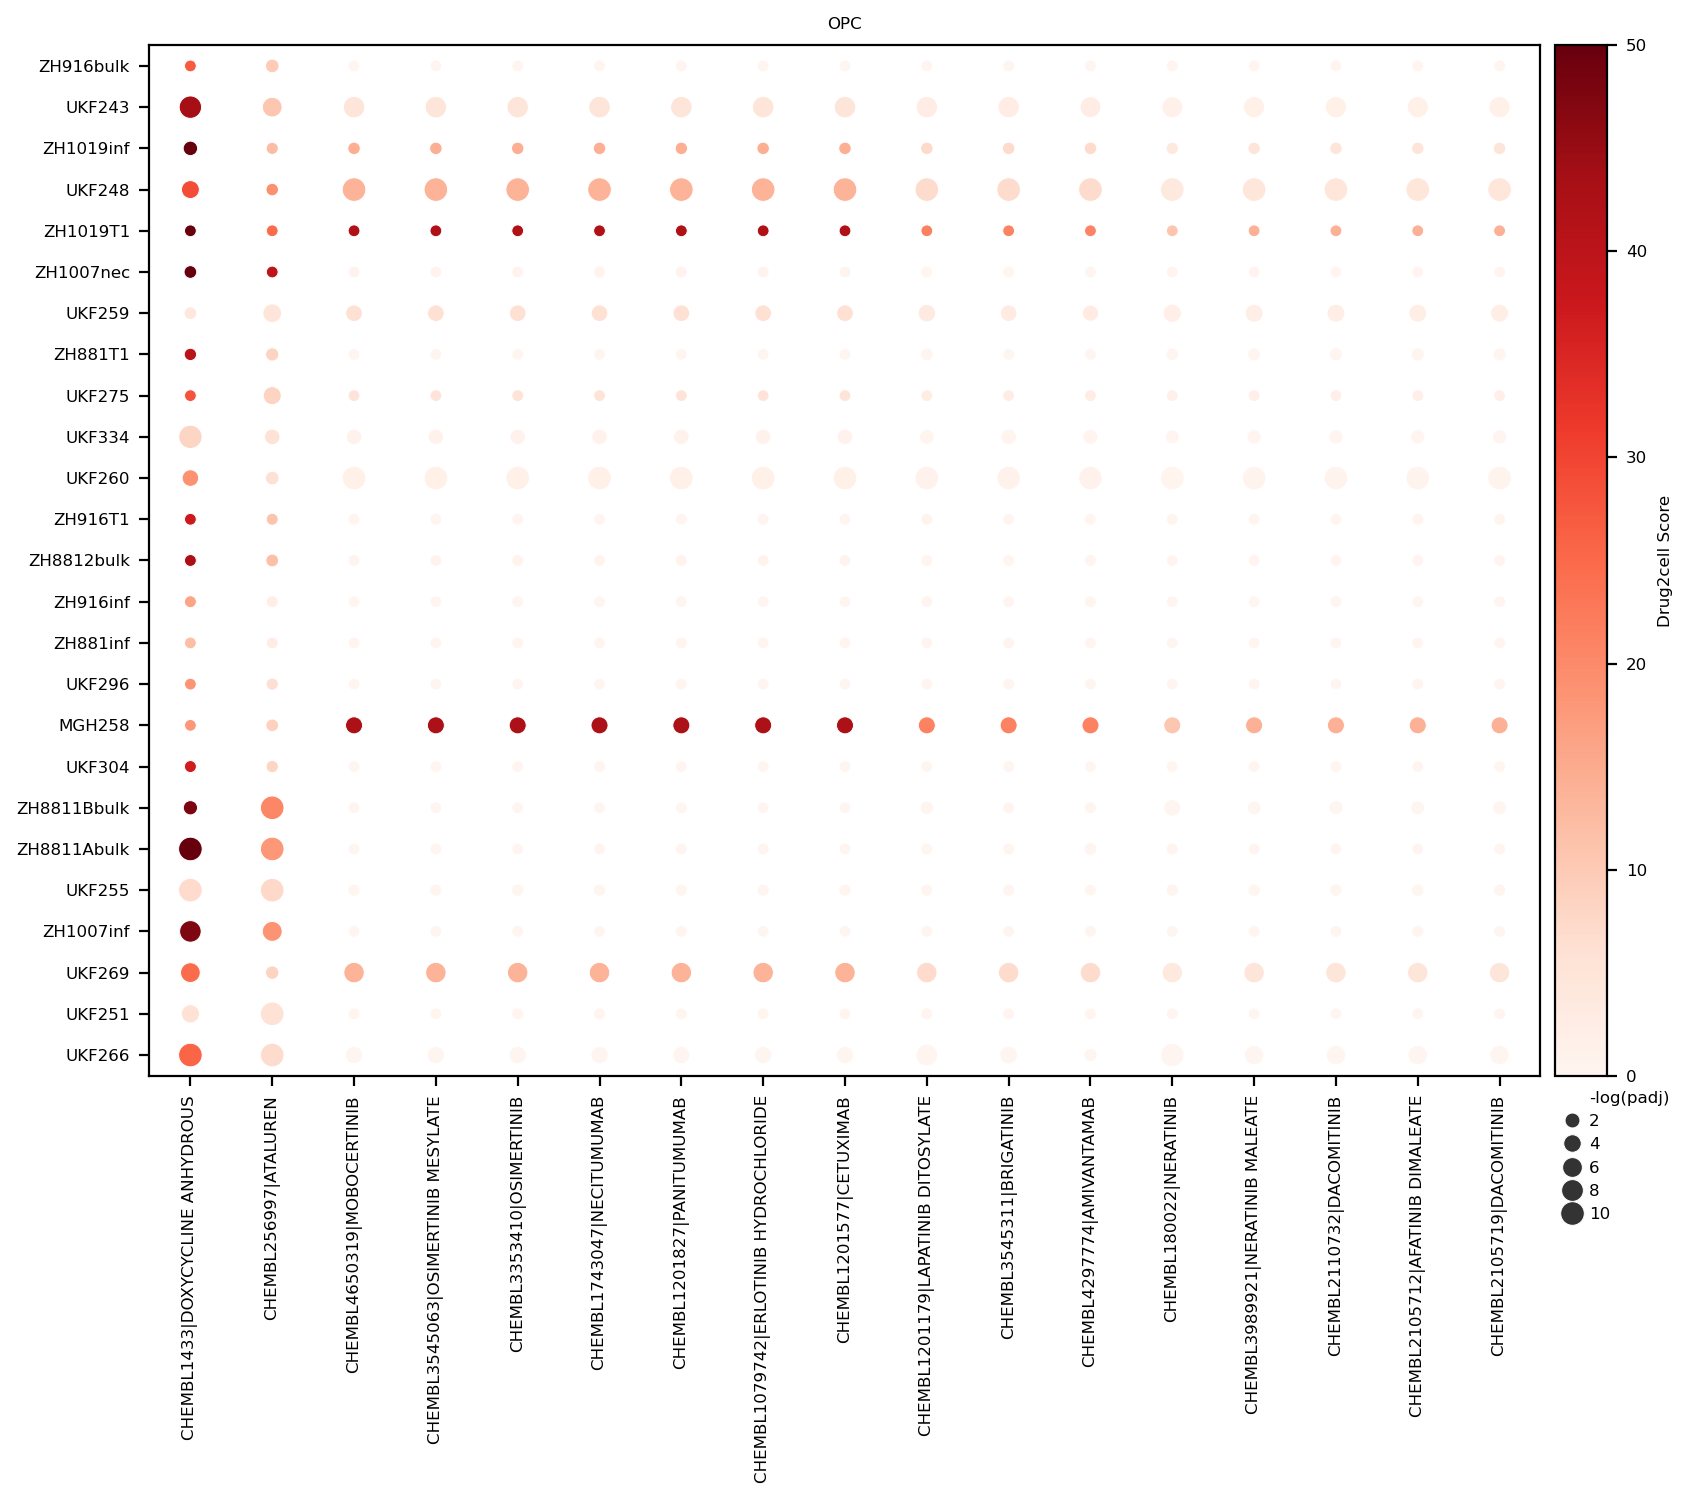 OPC
ZH916bulk
UKF243
ZH1019inf
UKF248
ZH1019T1
ZH1007nec
UKF259
ZH881T1
UKF275
UKF334
UKF260
ZH916T1
ZH8812bulk
ZH916inf
ZH881inf
UKF296
MGH258
UKF304
ZH8811Bbulk
ZH8811Abulk
UKF255
ZH1007inf
UKF269
UKF251
UKF266
CHEMBL1433|DOXYCYCLINE ANHYDROUS
CHEMBL256997|ATALUREN
CHEMBL4650319|MOBOCERTINIB
CHEMBL3545063|OSIMERTINIB MESYLATE
CHEMBL3353410|OSIMERTINIB
CHEMBL1743047|NECITUMUMAB
CHEMBL1201827|PANITUMUMAB
CHEMBL1079742|ERLOTINIB HYDROCHLORIDE
CHEMBL1201577|CETUXIMAB
CHEMBL1201179|LAPATINIB DITOSYLATE
CHEMBL3545311|BRIGATINIB
CHEMBL4297774|AMIVANTAMAB
CHEMBL180022|NERATINIB
CHEMBL3989921|NERATINIB MALEATE
CHEMBL2110732|DACOMITINIB
CHEMBL2105712|AFATINIB DIMALEATE
CHEMBL2105719|DACOMITINIB
50
40
30
20
10
0
Drug2cell Score
-log(padj)
2
4
6
8
10